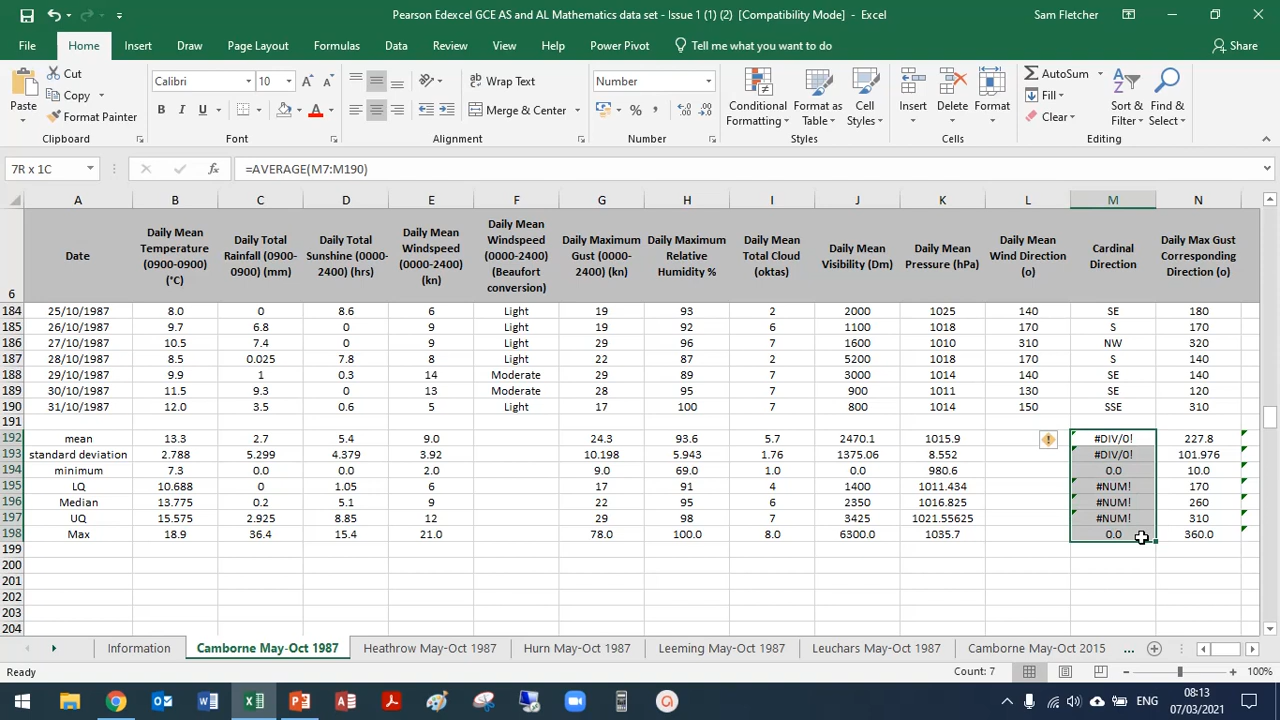 Pearson Edexcel GCE AS and AL Mathematics data set - Issue 1 (1) (2) [Compatibility Mode] - Excel
Sam Fletcher
File Home Insert Draw Page Layout Formulas Data Review View Help Power Pivot Tell me what you want to do Share
Paste Cut Copy Format Painter
Calibri 10 A A B I U A
Wrap Text Merge & Center
Number %
Conditional Formatting Format as Table Cell Styles
Insert Delete Format
AutoSum Fill Clear Sort & Filter Find & Select
Clipboard Font Alignment Number Styles Cells Editing
7R x 1C fx =AVERAGE(M7:M190)
A B C D E F G H I J K L M N
6 Date
Daily Mean Temperature (0900-0900) (°C)
Daily Total Rainfall (0900-0900) (mm)
Daily Total Sunshine (0000-2400) (hrs)
Daily Mean Windspeed (0000-2400) (kn)
Daily Mean Windspeed (0000-2400) (Beaufort conversion)
Daily Maximum Gust (0000-2400) (kn)
Daily Maximum Relative Humidity %
Daily Mean Total Cloud (oktas)
Daily Mean Visibility (Dm)
Daily Mean Pressure (hPa)
Daily Mean Wind Direction (o)
Cardinal Direction
Daily Max Gust Corresponding Direction (o)
184 25/10/1987 8.0 0 8.6 6 Light 19 93 2 2000 1025 140 SE 180
185 26/10/1987 9.7 6.8 0 9 Light 19 92 6 1100 1018 170 S 170
186 27/10/1987 10.5 7.4 0 9 Light 29 96 7 1600 1010 310 NW 320
187 28/10/1987 8.5 0.025 7.8 8 Light 22 87 2 5200 1018 170 S 140
188 29/10/1987 9.9 1 0.3 14 Moderate 29 89 7 3000 1014 140 SE 140
189 30/10/1987 11.5 9.3 0 13 Moderate 28 95 7 900 1011 130 SE 120
190 31/10/1987 12.0 3.5 0.6 5 Light 17 100 7 800 1014 150 SSE 310
191
192 mean 13.3 2.7 5.4 9.0 24.3 93.6 5.7 2470.1 1015.9 #DIV/0! 227.8
193 standard deviation 2.788 5.299 4.379 3.892 10.198 5.943 1.76 1375.06 8.552 #DIV/0! 101.976
194 minimum 7.3 0.0 0.0 2.0 9.0 69.0 1.0 0.0 980.6 0.0 10.0
195 LQ 10.688 0 1.05 6 17 91 4 1400 1011.434 #NUM! 170
196 Median 13.775 0.2 5.1 9 22 95 6 2350 1016.825 #NUM! 260
197 UQ 15.575 2.925 8.85 12 29 98 7 3425 1021.55625 #NUM! 310
198 Max 18.9 36.4 15.4 21.0 78.0 100.0 8.0 6300.0 1035.7 0.0 360.0
199
200
201
202
203
204
Information Camborne May-Oct 1987 Heathrow May-Oct 1987 Hurn May-Oct 1987 Leeming May-Oct 1987 Leuchars May-Oct 1987 Camborne May-Oct 2015 ...
Ready Count: 7 100%
ENG 08:13
07/03/2021